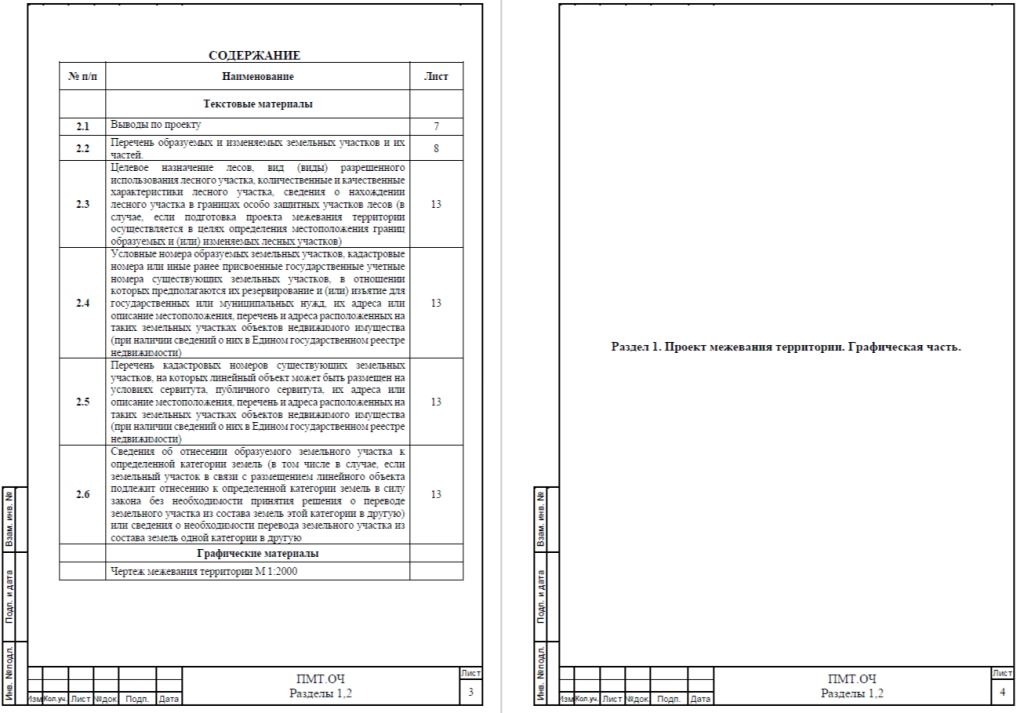 СОДЕРЖАНИЕ
№ п/п Наименование Лист
Текстовые материалы
2.1 Выводы по проекту 7
2.2 Перечень образуемых и изменяемых земельных участков и их
частей. 8
Целевое назначение лесов, вид (виды) разрешенного
использования лесного участка, количественные и качественные
характеристики лесного участка, сведения о нахождении
2.3 лесного участка в границах особо защитных участков лесов (в 13
случае, если подготовка проекта межевания территории
осуществляется в целях определения местоположения границ
образуемых и (или) изменяемых лесных участков)
Условные номера образуемых земельных участков, кадастровые
номера или иные ранее присвоенные государственные учетные
номера существующих земельных участков, в отношении
которых предполагаются их резервирование и (или) изъятие для
2.4 государственных или муниципальных нужд, их адреса или 13
описание местоположения, перечень и адреса расположенных на
таких земельных участках объектов недвижимого имущества
(при наличии сведений о них в Едином государственном реестре
недвижимости)
Перечень кадастровых номеров существующих земельных
участков, на которых линейный объект может быть размещен на
условиях сервитута, публичного сервитута, их адреса или
2.5 описание местоположения, перечень и адреса расположенных на 13
таких земельных участках объектов недвижимого имущества
(при наличии сведений о них в Едином государственном реестре
недвижимости)
Сведения об отнесении образуемого земельного участка к
определенной категории земель (в том числе в случае, если
земельный участок в связи с размещением линейного объекта
2.6 подлежит отнесению к определенной категории земель в силу 13
закона без необходимости принятия решения о переводе
земельного участка из состава земель этой категории в другую)
или сведения о необходимости перевода земельного участка из
состава земель одной категории в другую
Графические материалы
Чертеж межевания территории М 1:2000
Взам. инв. №
Подп. и дата
Инв. №подл.
Изм Кол.уч. Лист №док Подп. Дата
ПМТ.ОЧ
Разделы 1,2
Лист
3
Раздел 1. Проект межевания территории. Графическая часть.
Взам. инв. №
Подп. и дата
Инв. №подл.
Изм Кол.уч. Лист №док Подп. Дата
ПМТ.ОЧ
Разделы 1,2
Лист
4